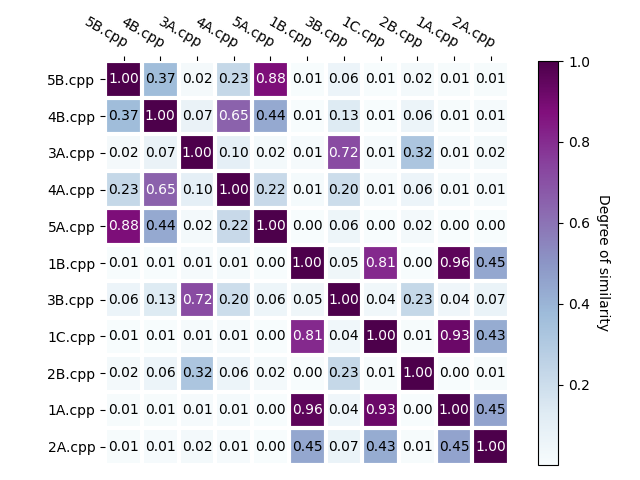 5B.cpp 4B.cpp 3A.cpp 4A.cpp 5A.cpp 1B.cpp 3B.cpp 1C.cpp 2B.cpp 1A.cpp 2A.cpp
5B.cpp 1.00 0.37 0.02 0.23 0.88 0.01 0.06 0.01 0.02 0.01 0.01
4B.cpp 0.37 1.00 0.07 0.65 0.44 0.01 0.13 0.01 0.06 0.01 0.01
3A.cpp 0.02 0.07 1.00 0.10 0.02 0.01 0.72 0.01 0.32 0.01 0.02
4A.cpp 0.23 0.65 0.10 1.00 0.22 0.01 0.20 0.01 0.06 0.01 0.01
5A.cpp 0.88 0.44 0.02 0.22 1.00 0.00 0.06 0.00 0.02 0.00 0.00
1B.cpp 0.01 0.01 0.01 0.01 0.00 1.00 0.05 0.81 0.00 0.96 0.45
3B.cpp 0.06 0.13 0.72 0.20 0.06 0.05 1.00 0.04 0.23 0.04 0.07
1C.cpp 0.01 0.01 0.01 0.01 0.00 0.81 0.04 1.00 0.01 0.93 0.43
2B.cpp 0.02 0.06 0.32 0.06 0.02 0.00 0.23 0.01 1.00 0.00 0.01
1A.cpp 0.01 0.01 0.01 0.01 0.00 0.96 0.04 0.93 0.00 1.00 0.45
2A.cpp 0.01 0.01 0.02 0.01 0.00 0.45 0.07 0.43 0.01 0.45 1.00
1.0
0.8
0.6
0.4
0.2
Degree of similarity